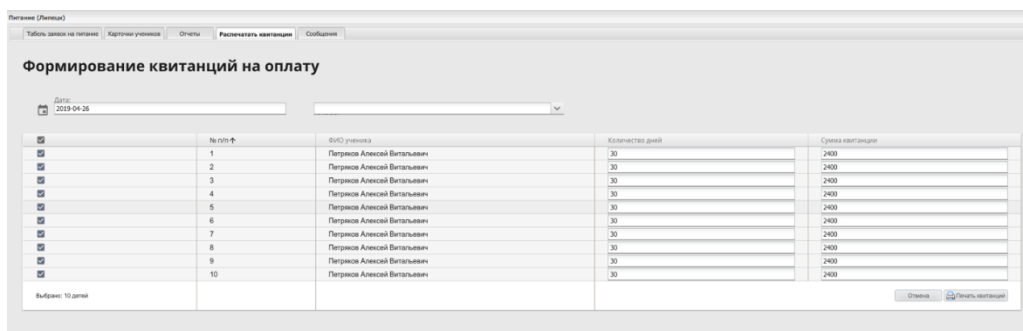 Питание (Липецк)
Табель заявок на питание Карточки учеников Отчеты Распечатать квитанции Сообщения
Формирование квитанций на оплату
Дата:
2019-04-26
№ п/п ФИО ученика Количество дней Сумма квитанции
1 Петряков Алексей Витальевич 30 2400
2 Петряков Алексей Витальевич 30 2400
3 Петряков Алексей Витальевич 30 2400
4 Петряков Алексей Витальевич 30 2400
5 Петряков Алексей Витальевич 30 2400
6 Петряков Алексей Витальевич 30 2400
7 Петряков Алексей Витальевич 30 2400
8 Петряков Алексей Витальевич 30 2400
9 Петряков Алексей Витальевич 30 2400
10 Петряков Алексей Витальевич 30 2400
Выбрано: 10 детей Отмена Печать квитанций